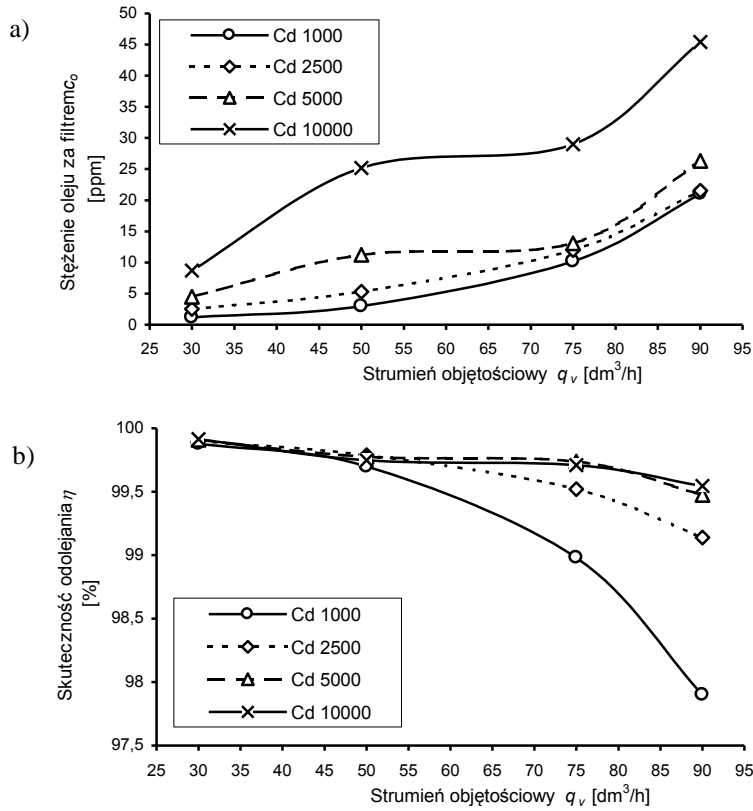 a)
Stężenie oleju za filtremcₒ
[ppm]
50
45
40
35
30
25
20
15
10
5
0
Cd 1000
Cd 2500
Cd 5000
Cd 10000
25 30 35 40 45 50 55 60 65 70 75 80 85 90 95
Strumień objętościowy qᵥ [dm³/h]
b)
Skuteczność odolejania η
[%]
100
99,5
99
98,5
98
97,5
Cd 1000
Cd 2500
Cd 5000
Cd 10000
25 30 35 40 45 50 55 60 65 70 75 80 85 90 95
Strumień objętościowy qᵥ [dm³/h]